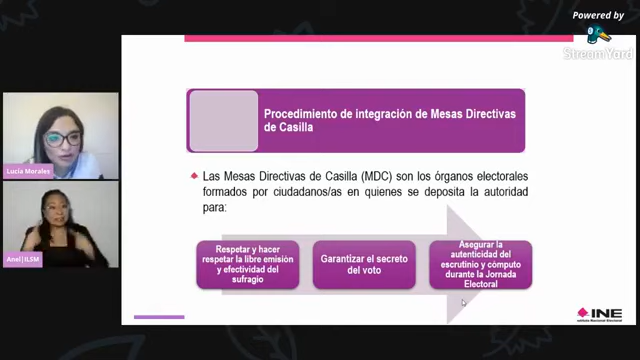 Powered by
StreamYard
Procedimiento de integración de Mesas Directivas
de Casilla
Lucía Morales
Las Mesas Directivas de Casilla (MDC) son los órganos electorales
formados por ciudadanos/as en quienes se deposita la autoridad
para:
Anel|ILSM
Respetar y hacer
respetar la libre emisión
y efectividad del
sufragio
Garantizar el secreto
del voto
Asegurar la
autenticidad del
escrutinio y cómputo
durante la Jornada
Electoral
INE
Instituto Nacional Electoral